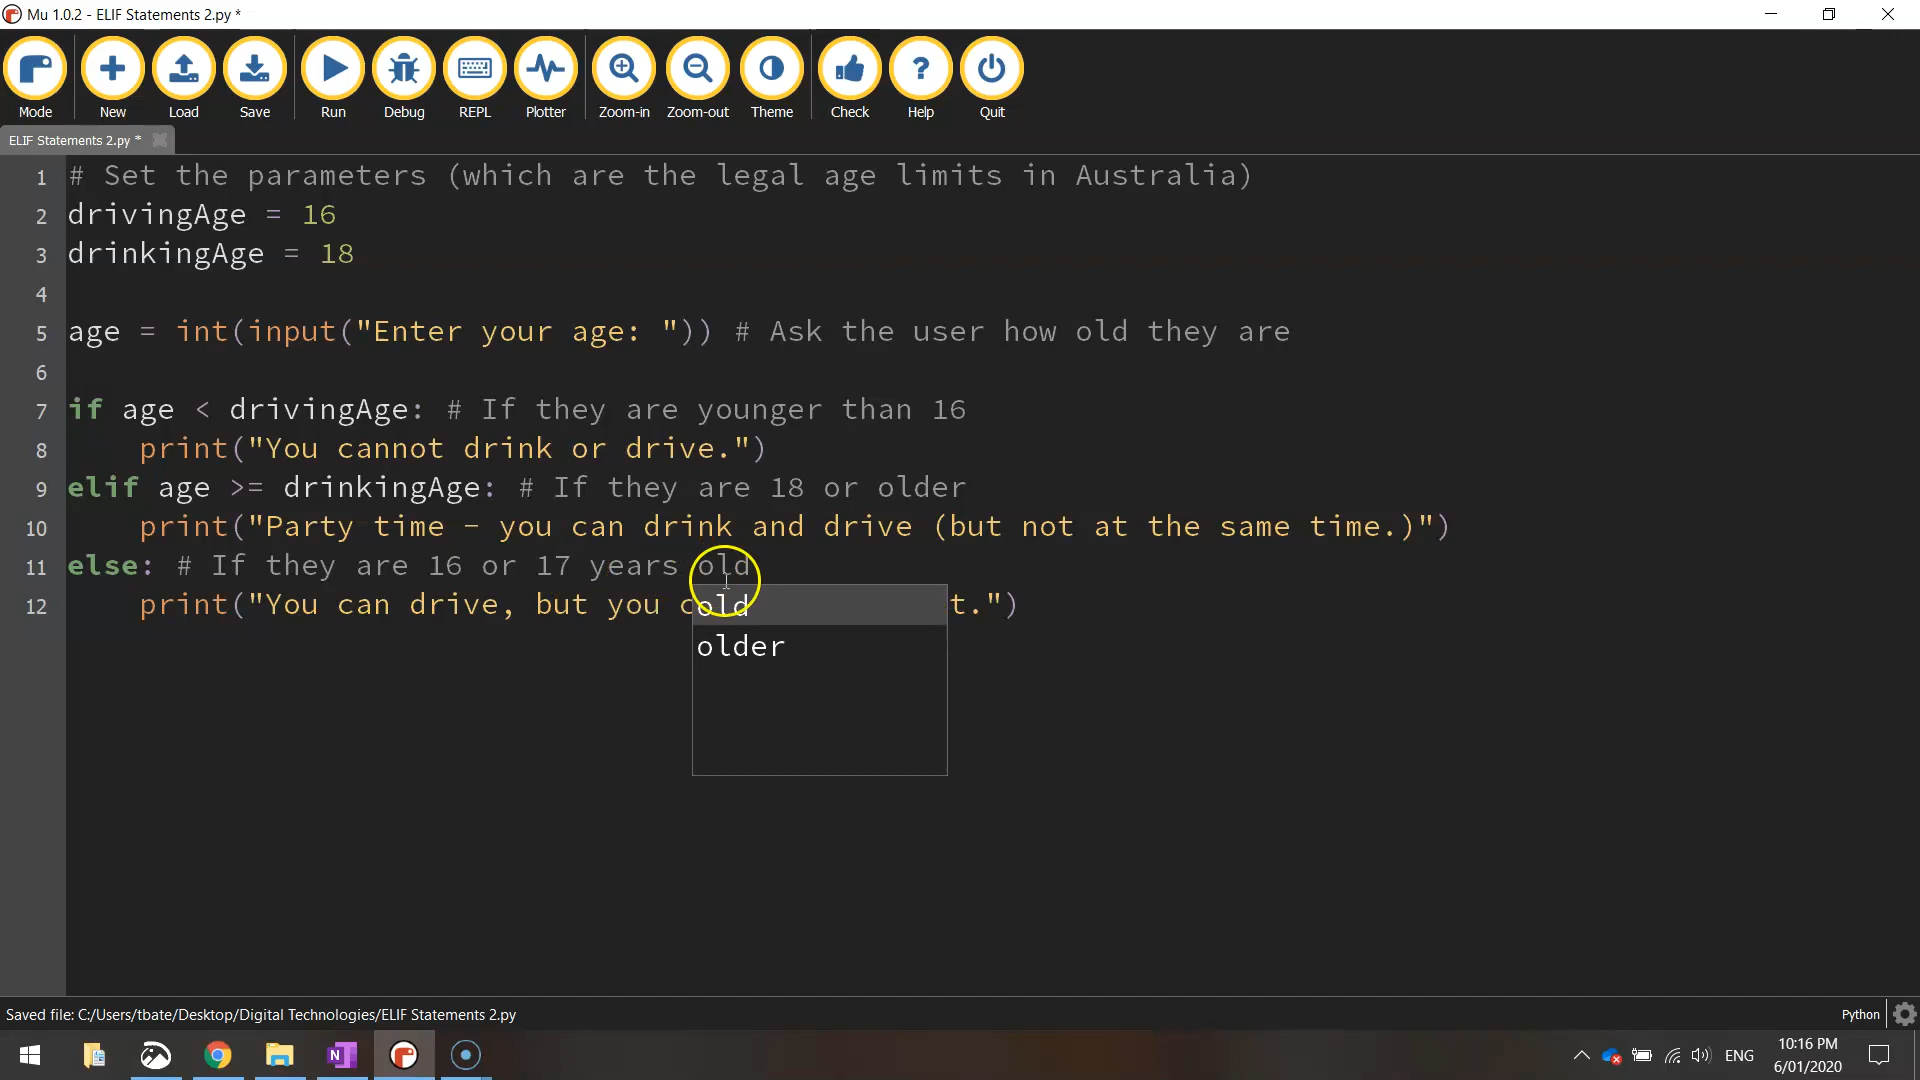 Mu 1.0.2 - ELIF Statements 2.py *
Mode New Load Save Run Debug REPL Plotter Zoom-in Zoom-out Theme Check Help Quit
ELIF Statements 2.py *
1 # Set the parameters (which are the legal age limits in Australia)
2 drivingAge = 16
3 drinkingAge = 18
4
5 age = int(input("Enter your age: ")) # Ask the user how old they are
6
7 if age < drivingAge: # If they are younger than 16
8 print("You cannot drink or drive.")
9 elif age >= drinkingAge: # If they are 18 or older
10 print("Party time - you can drink and drive (but not at the same time.)")
11 else: # If they are 16 or 17 years old
12 print("You can drive, but you c t.")
old
older
Saved file: C:/Users/tbate/Desktop/Digital Technologies/ELIF Statements 2.py
Python
ENG
10:16 PM
6/01/2020